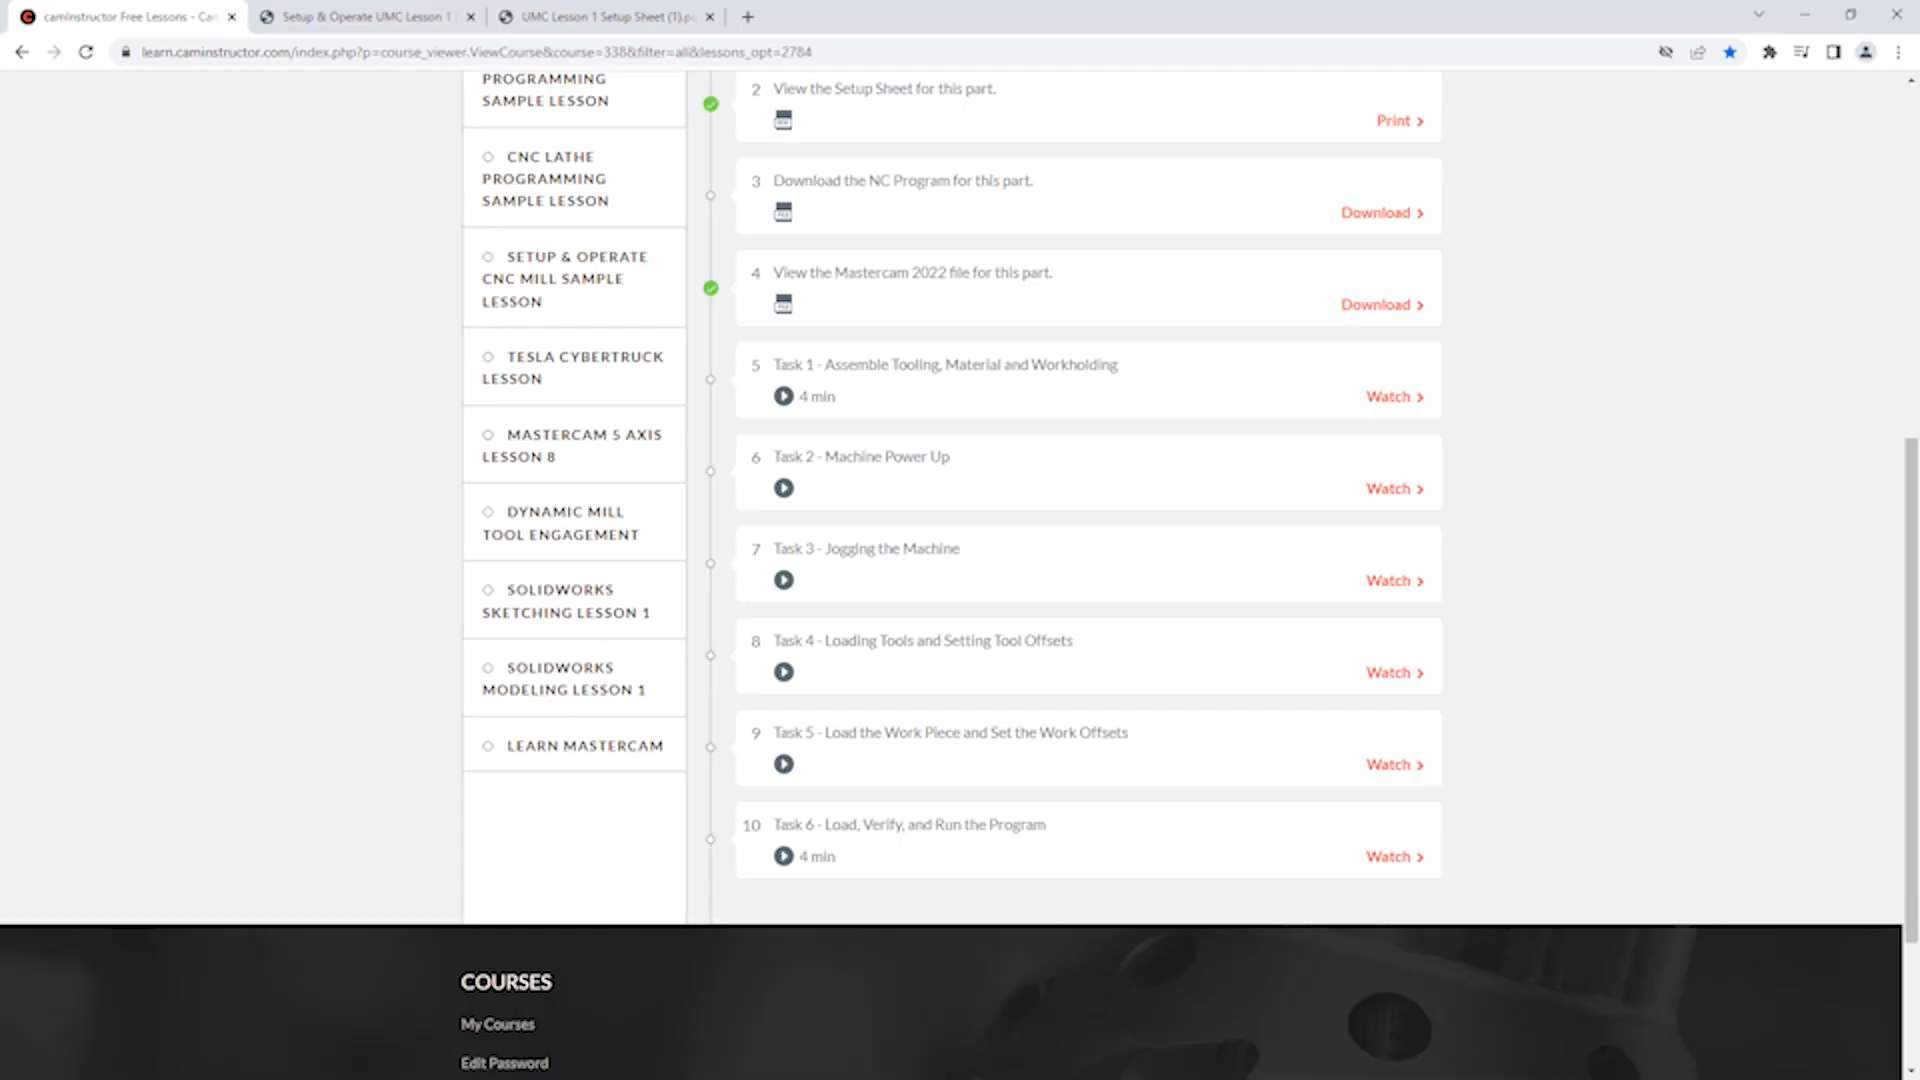 camInstructor Free Lessons - Can
Setup & Operate UMC Lesson 1
UMC Lesson 1 Setup Sheet (1).p
learn.caminstructor.com/index.php?p=course_viewer.ViewCourse&course=338&filter=all&lessons_opt=2784
PROGRAMMING
SAMPLE LESSON
CNC LATHE
PROGRAMMING
SAMPLE LESSON
SETUP & OPERATE
CNC MILL SAMPLE
LESSON
TESLA CYBERTRUCK
LESSON
MASTERCAM 5 AXIS
LESSON 8
DYNAMIC MILL
TOOL ENGAGEMENT
SOLIDWORKS
SKETCHING LESSON 1
SOLIDWORKS
MODELING LESSON 1
LEARN MASTERCAM
2 View the Setup Sheet for this part.
Print >
3 Download the NC Program for this part.
Download >
4 View the Mastercam 2022 file for this part.
Download >
5 Task 1 - Assemble Tooling, Material and Workholding
4 min
Watch >
6 Task 2 - Machine Power Up
Watch >
7 Task 3 - Jogging the Machine
Watch >
8 Task 4 - Loading Tools and Setting Tool Offsets
Watch >
9 Task 5 - Load the Work Piece and Set the Work Offsets
Watch >
10 Task 6 - Load, Verify, and Run the Program
4 min
Watch >
COURSES
My Courses
Edit Password